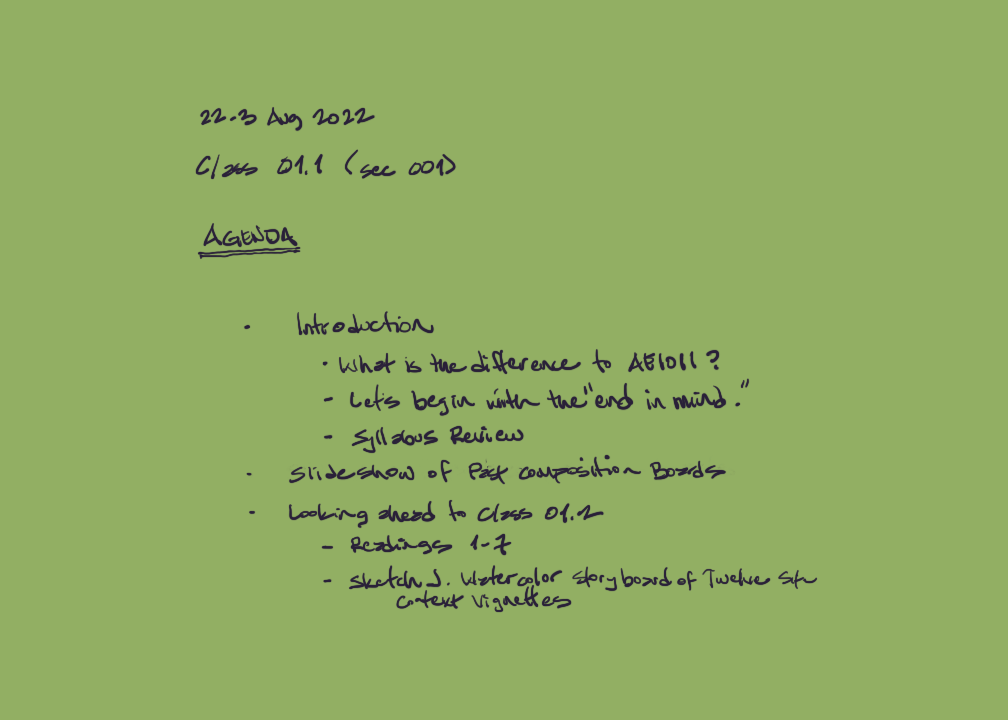 22.3 Aug 2022
Class 01.1 (sec 001)
AGENDA
· Introduction
· What is the difference to AE1011?
- Let's begin with the "end in mind."
- Syllabus Review
· Slideshow of Past Composition Boards
· Looking ahead to Class 01.2
- Readings 1-7
- Sketch J. Watercolor Storyboard of Twelve
Context Vignettes